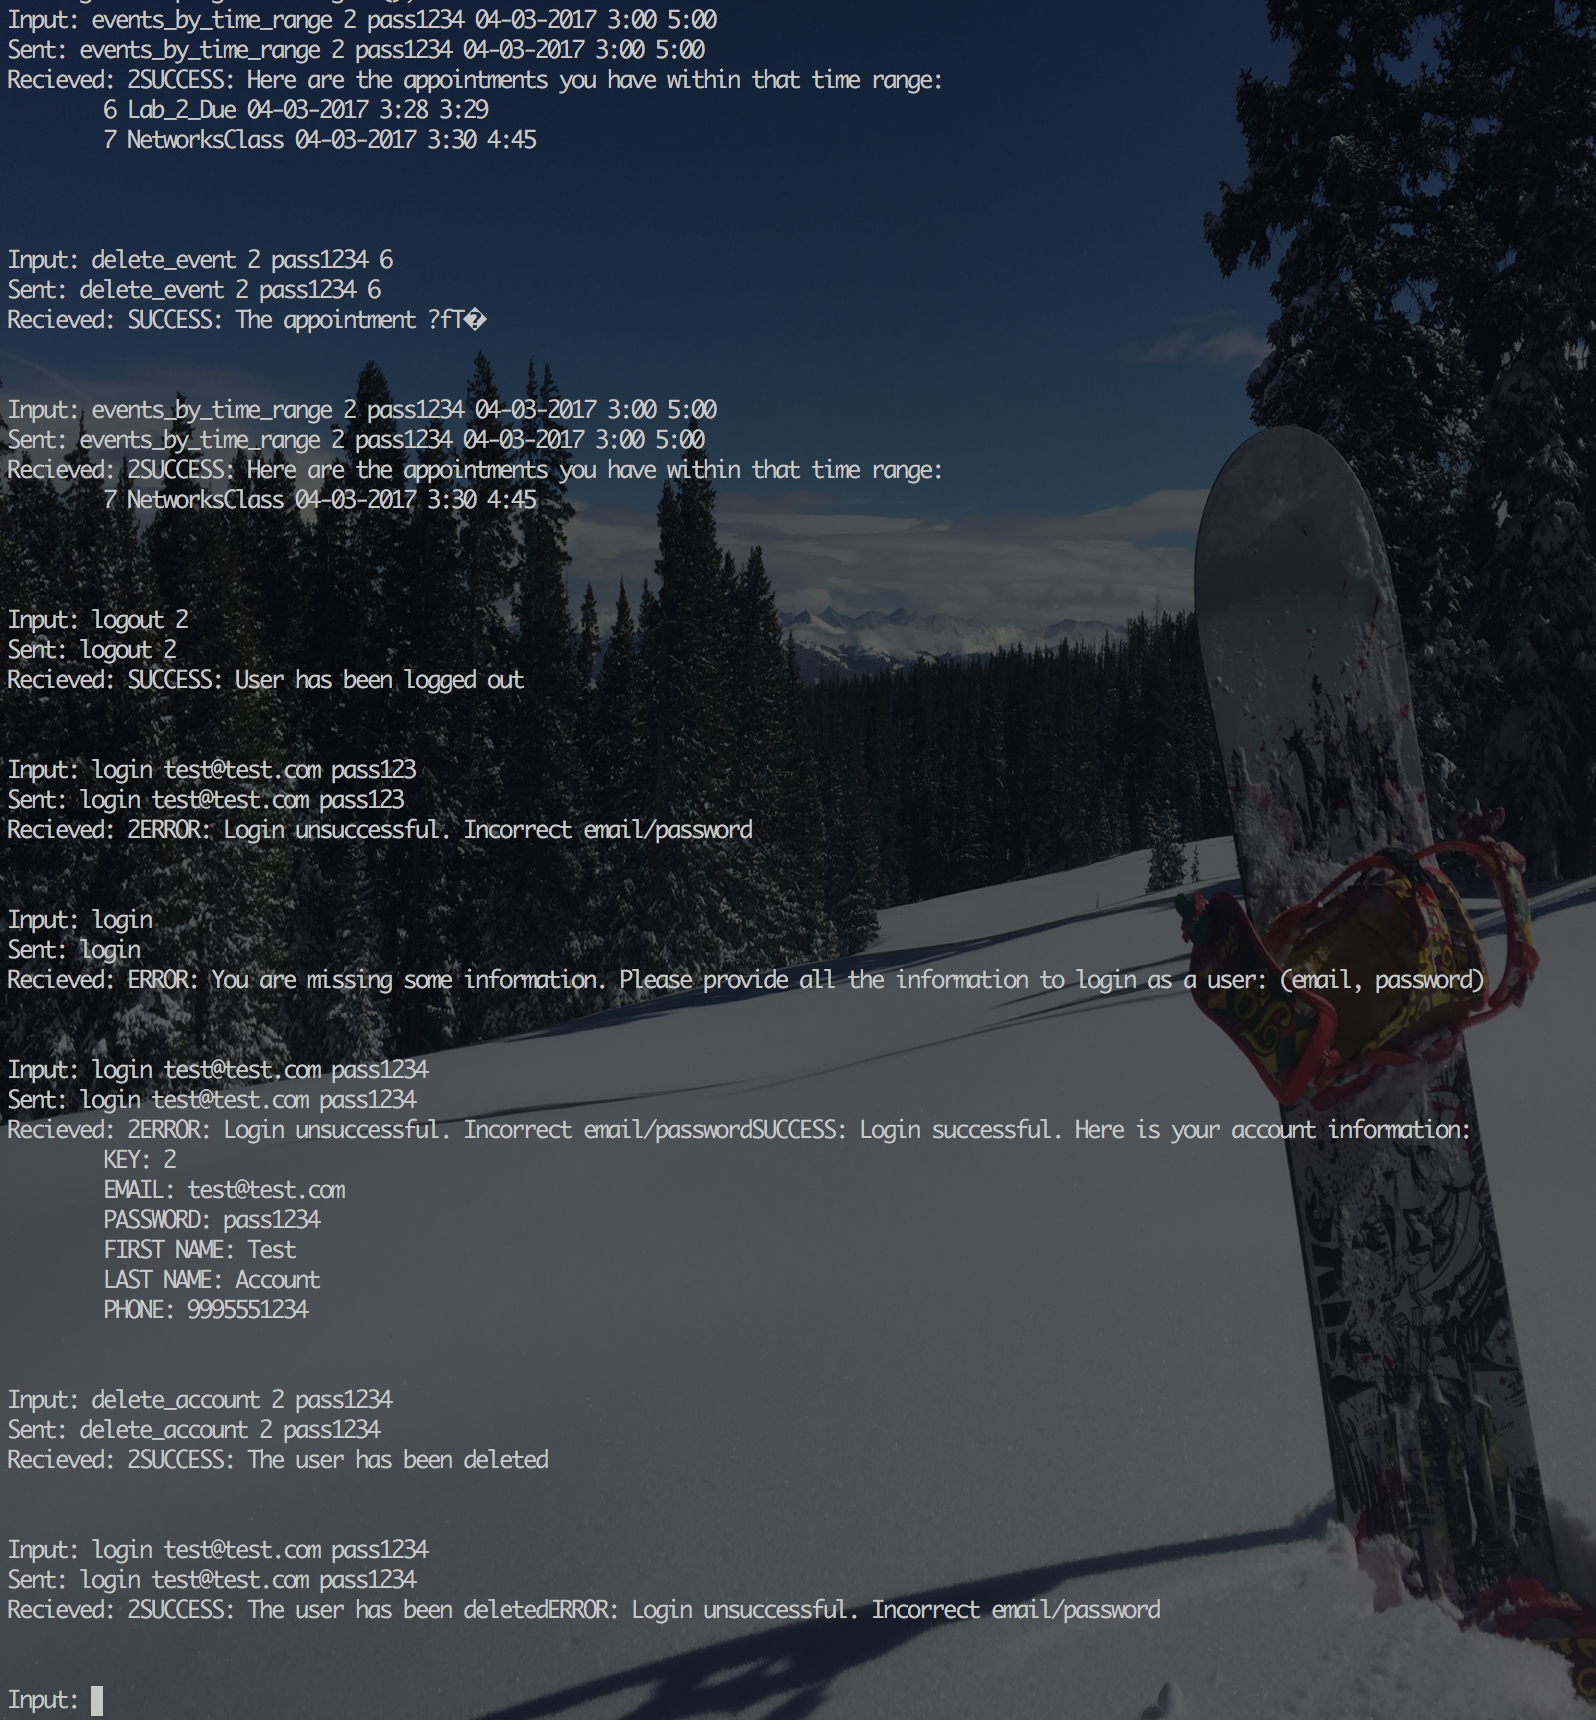 Input: events_by_time_range 2 pass1234 04-03-2017 3:00 5:00
Sent: events_by_time_range 2 pass1234 04-03-2017 3:00 5:00
Recieved: 2SUCCESS: Here are the appointments you have within that time range:
6 Lab_2_Due 04-03-2017 3:28 3:29
7 NetworksClass 04-03-2017 3:30 4:45
Input: delete_event 2 pass1234 6
Sent: delete_event 2 pass1234 6
Recieved: SUCCESS: The appointment ?fT�
Input: events_by_time_range 2 pass1234 04-03-2017 3:00 5:00
Sent: events_by_time_range 2 pass1234 04-03-2017 3:00 5:00
Recieved: 2SUCCESS: Here are the appointments you have within that time range:
7 NetworksClass 04-03-2017 3:30 4:45
Input: logout 2
Sent: logout 2
Recieved: SUCCESS: User has been logged out
Input: login test@test.com pass123
Sent: login test@test.com pass123
Recieved: 2ERROR: Login unsuccessful. Incorrect email/password
Input: login
Sent: login
Recieved: ERROR: You are missing some information. Please provide all the information to login as a user: (email, password)
Input: login test@test.com pass1234
Sent: login test@test.com pass1234
Recieved: 2ERROR: Login unsuccessful. Incorrect email/passwordSUCCESS: Login successful. Here is your account information:
KEY: 2
EMAIL: test@test.com
PASSWORD: pass1234
FIRST NAME: Test
LAST NAME: Account
PHONE: 9995551234
Input: delete_account 2 pass1234
Sent: delete_account 2 pass1234
Recieved: 2SUCCESS: The user has been deleted
Input: login test@test.com pass1234
Sent: login test@test.com pass1234
Recieved: 2SUCCESS: The user has been deletedERROR: Login unsuccessful. Incorrect email/password
Input: